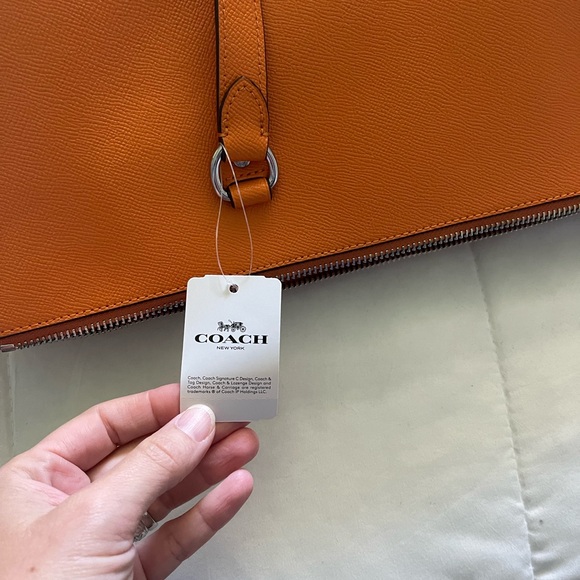 COACH
NEW YORK
Coach, Coach Signature C Design, Coach &
Tag Design, Coach & Lozenge Design and
Coach Horse & Carriage are registered
trademarks ® of Coach IP Holdings LLC.